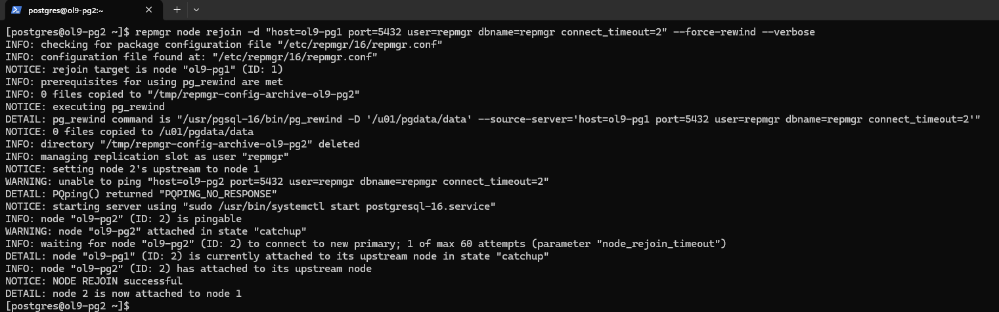 postgres@ol9-pg2:~
[postgres@ol9-pg2 ~]$ repmgr node rejoin -d "host=ol9-pg1 port=5432 user=repmgr dbname=repmgr connect_timeout=2" --force-rewind --verbose
INFO: checking for package configuration file "/etc/repmgr/16/repmgr.conf"
INFO: configuration file found at: "/etc/repmgr/16/repmgr.conf"
NOTICE: rejoin target is node "ol9-pg1" (ID: 1)
INFO: prerequisites for using pg_rewind are met
INFO: 0 files copied to "/tmp/repmgr-config-archive-ol9-pg2"
NOTICE: executing pg_rewind
DETAIL: pg_rewind command is "/usr/pgsql-16/bin/pg_rewind -D '/u01/pgdata/data' --source-server='host=ol9-pg1 port=5432 user=repmgr dbname=repmgr connect_timeout=2'"
NOTICE: 0 files copied to /u01/pgdata/data
INFO: directory "/tmp/repmgr-config-archive-ol9-pg2" deleted
INFO: managing replication slot as user "repmgr"
NOTICE: setting node 2's upstream to node 1
WARNING: unable to ping "host=ol9-pg2 port=5432 user=repmgr dbname=repmgr connect_timeout=2"
DETAIL: PQping() returned "PQPING_NO_RESPONSE"
NOTICE: starting server using "sudo /usr/bin/systemctl start postgresql-16.service"
INFO: node "ol9-pg2" (ID: 2) is pingable
WARNING: node "ol9-pg2" attached in state "catchup"
INFO: waiting for node "ol9-pg2" (ID: 2) to connect to new primary; 1 of max 60 attempts (parameter "node_rejoin_timeout")
DETAIL: node "ol9-pg1" (ID: 2) is currently attached to its upstream node in state "catchup"
INFO: node "ol9-pg2" (ID: 2) has attached to its upstream node
NOTICE: NODE REJOIN successful
DETAIL: node 2 is now attached to node 1
[postgres@ol9-pg2 ~]$